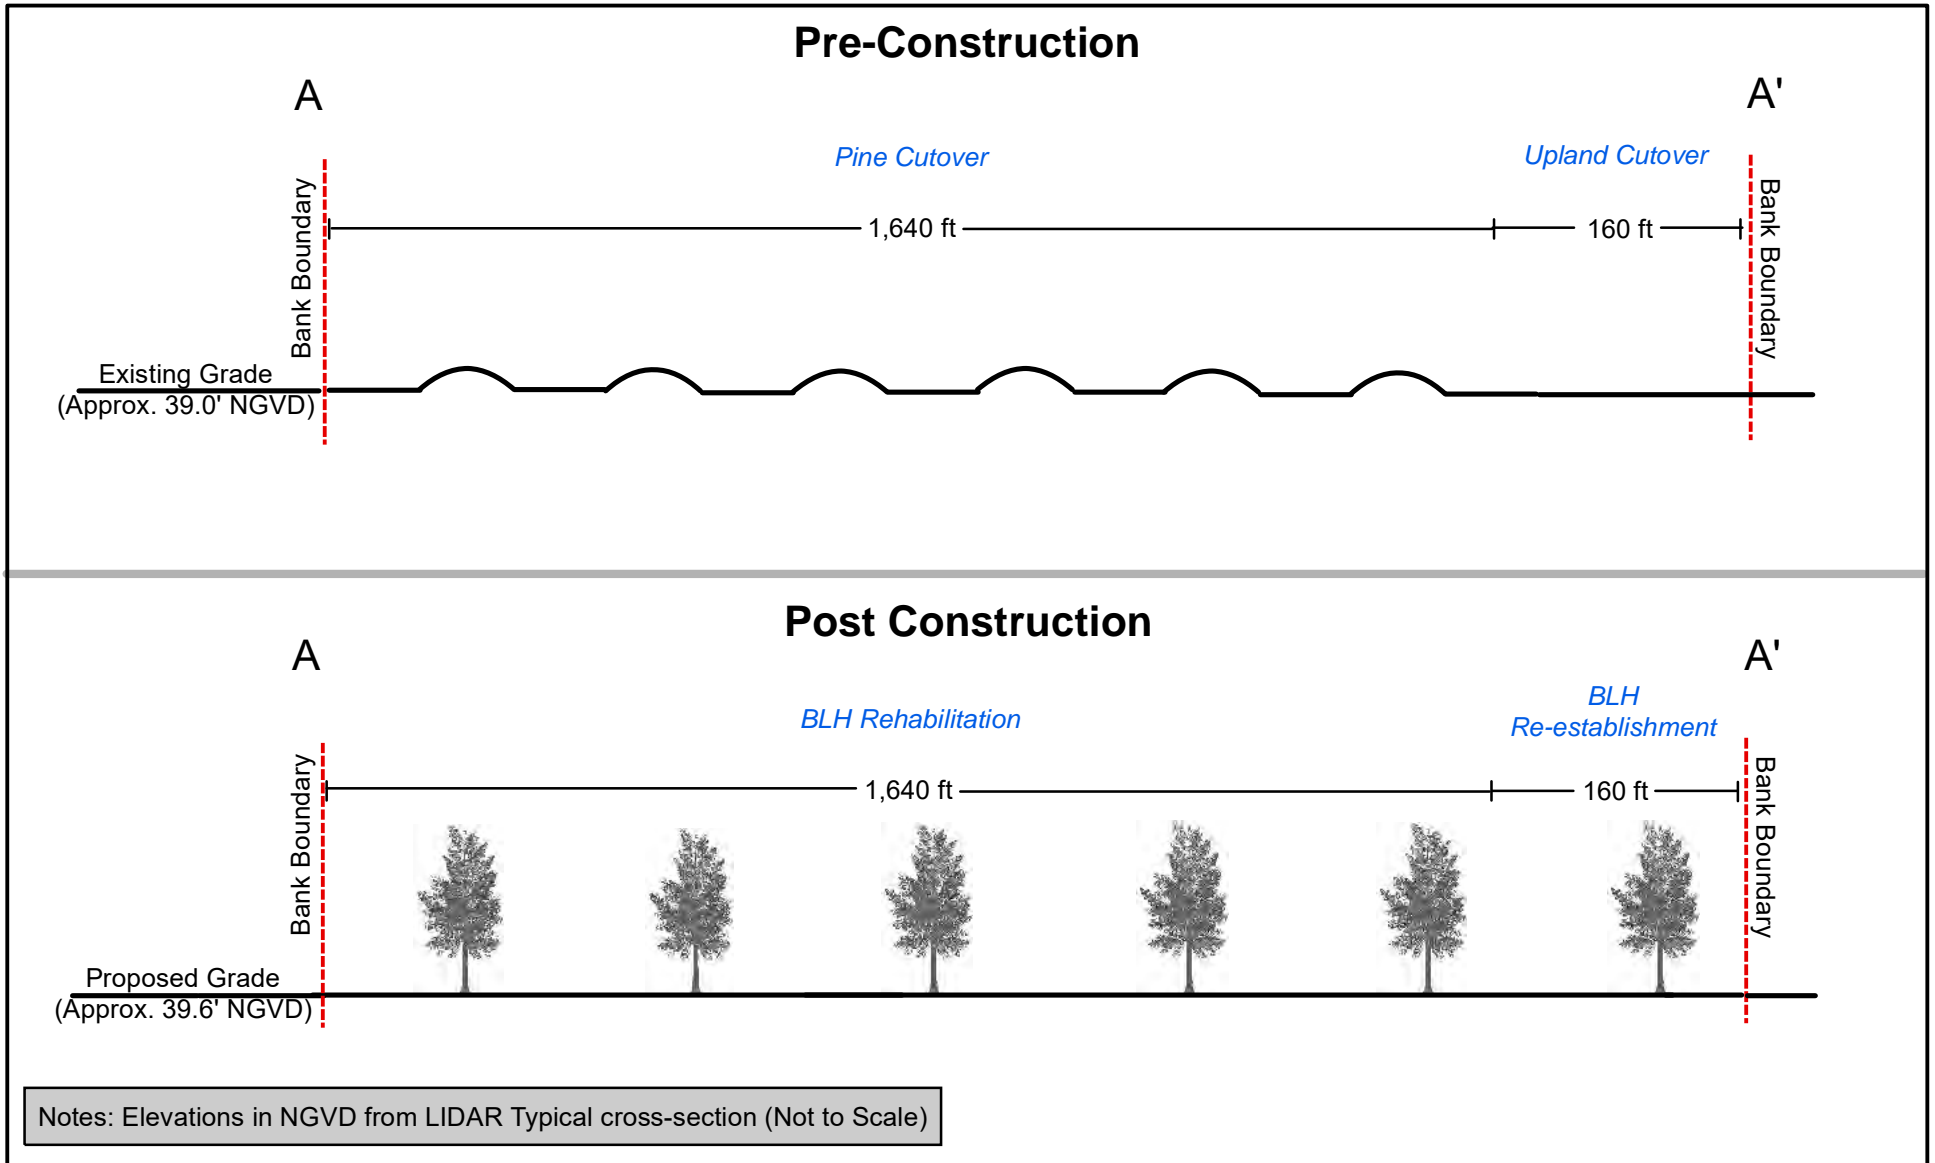 Pre-Construction
A
A'
Pine Cutover
Upland Cutover
Bank Boundary
1,640 ft
160 ft
Bank Boundary
Existing Grade
(Approx. 39.0' NGVD)
Post Construction
A
A'
BLH Rehabilitation
BLH
Re-establishment
Bank Boundary
1,640 ft
160 ft
Bank Boundary
Proposed Grade
(Approx. 39.6' NGVD)
Notes: Elevations in NGVD from LIDAR Typical cross-section (Not to Scale)